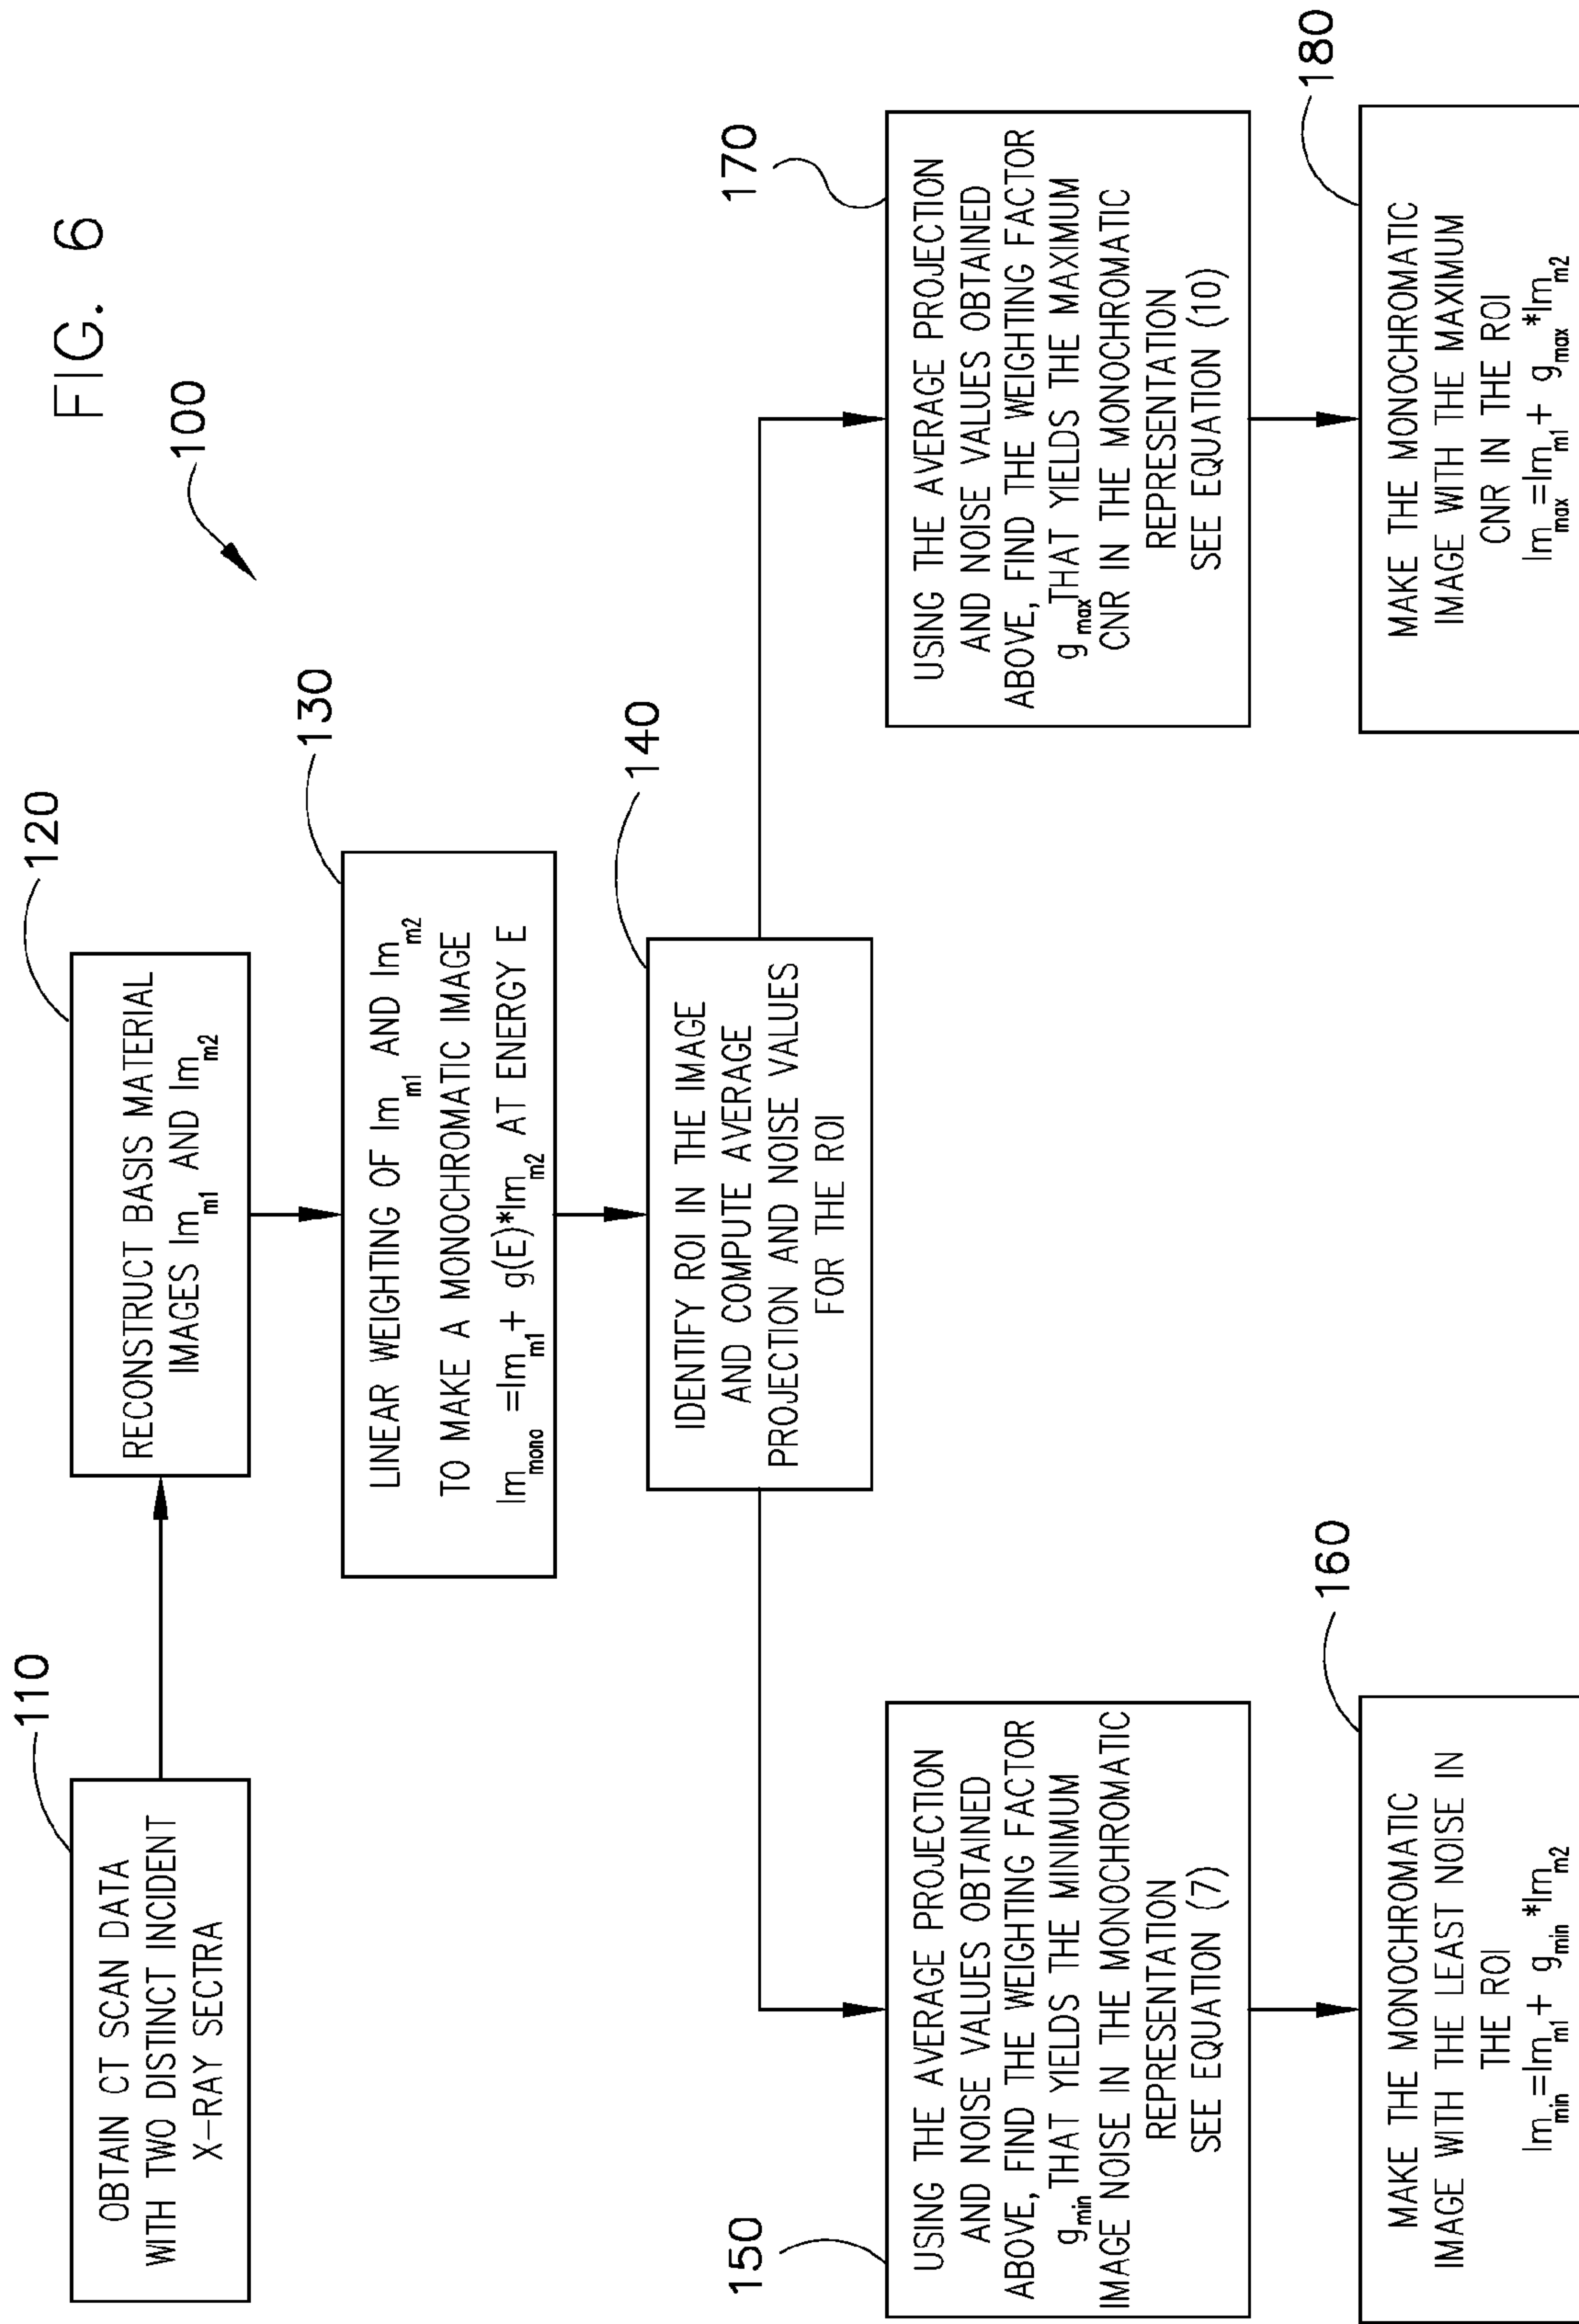 FIG. 6
100
110
OBTAIN CT SCAN DATA
WITH TWO DISTINCT INCIDENT
X-RAY SECTRA
120
RECONSTRUCT BASIS MATERIAL
IMAGES Im_m1 AND Im_m2
130
LINEAR WEIGHTING OF Im_m1 AND Im_m2
TO MAKE A MONOCHROMATIC IMAGE
Im_mono =Im_m1 + g(E)*Im_m2 AT ENERGY E
140
IDENTIFY ROI IN THE IMAGE
AND COMPUTE AVERAGE
PROJECTION AND NOISE VALUES
FOR THE ROI
150
USING THE AVERAGE PROJECTION
AND NOISE VALUES OBTAINED
ABOVE, FIND THE WEIGHTING FACTOR
g_min THAT YIELDS THE MINIMUM
IMAGE NOISE IN THE MONOCHROMATIC
REPRESENTATION
SEE EQUATION (7)
160
MAKE THE MONOCHROMATIC
IMAGE WITH THE LEAST NOISE IN
THE ROI
Im_min =Im_m1 + g_min *Im_m2
170
USING THE AVERAGE PROJECTION
AND NOISE VALUES OBTAINED
ABOVE, FIND THE WEIGHTING FACTOR
g_max THAT YIELDS THE MAXIMUM
CNR IN THE MONOCHROMATIC
REPRESENTATION
SEE EQUATION (10)
180
MAKE THE MONOCHROMATIC
IMAGE WITH THE MAXIMUM
CNR IN THE ROI
Im_max =Im_m1 + g_max *Im_m2